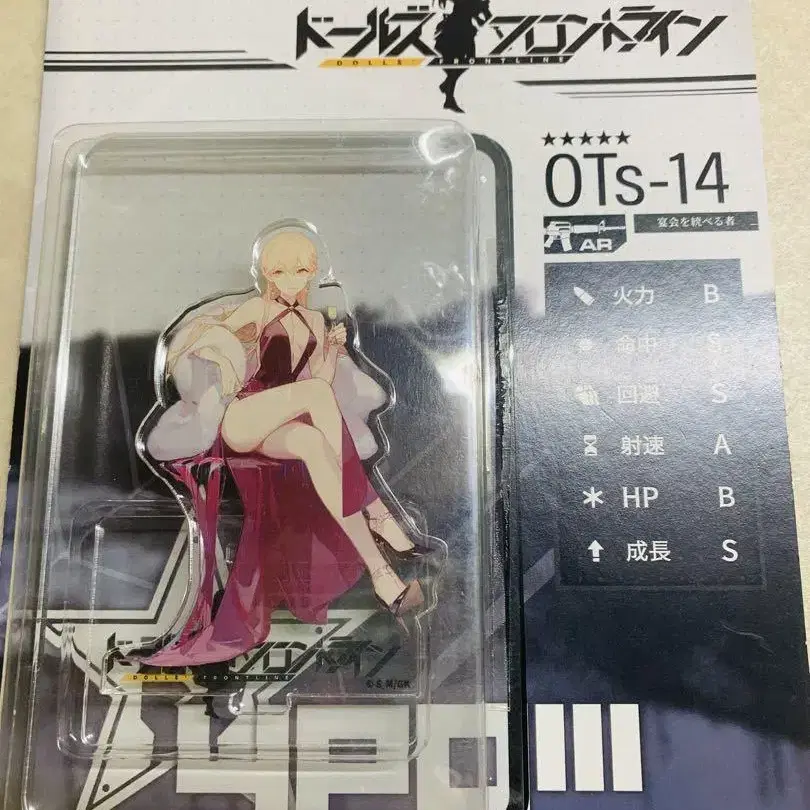 ドールズフロントライン
DOLLS' FRONTLINE
★★★★★
OTs-14
AR 宴会を統べる者
火力 B
命中 S
回避 S
射速 A
HP B
成長 S
ドールズフロントライン
DOLLS' FRONTLINE
© S, M/GK